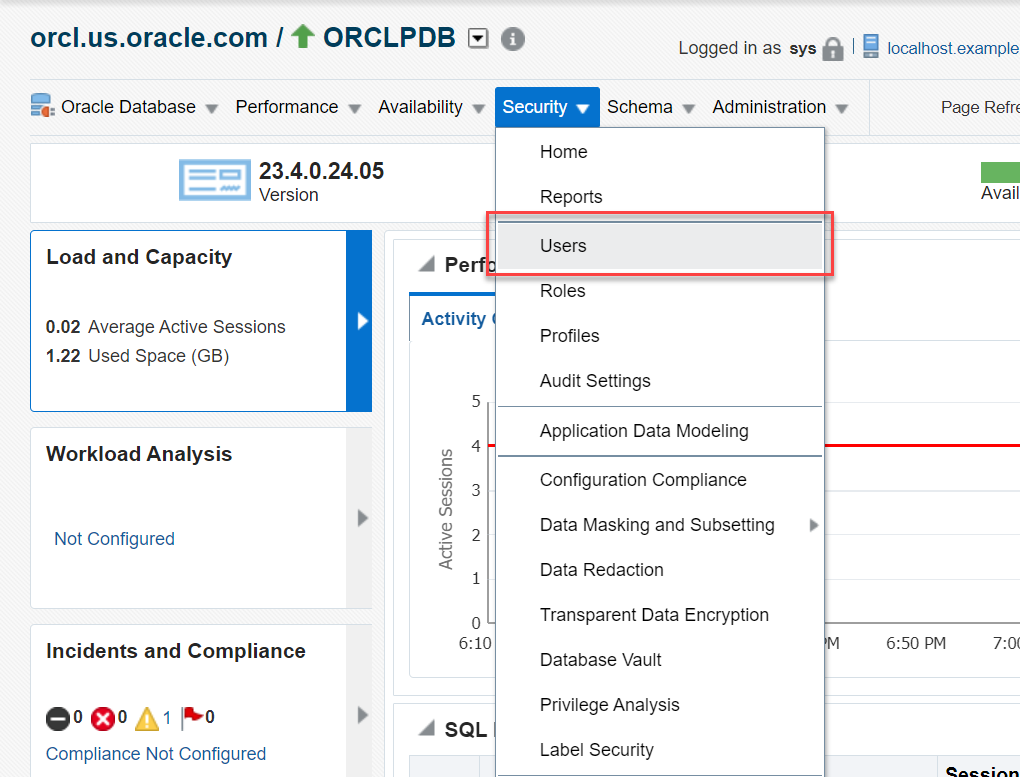 orcl.us.oracle.com / ORCLPDB
Logged in as sys
localhost.example
Oracle Database Performance Availability Security Schema Administration
Page Refre
23.4.0.24.05
Version
Avail
Home
Reports
Users
Roles
Profiles
Audit Settings
Application Data Modeling
Configuration Compliance
Data Masking and Subsetting
Data Redaction
Transparent Data Encryption
Database Vault
Privilege Analysis
Label Security
Load and Capacity
0.02 Average Active Sessions
1.22 Used Space (GB)
Workload Analysis
Not Configured
Incidents and Compliance
0 0 1 0
Compliance Not Configured
Perfo
Activity
Active Sessions
5
4
3
2
1
0
6:10 PM 6:50 PM 7:00
SQL
Session